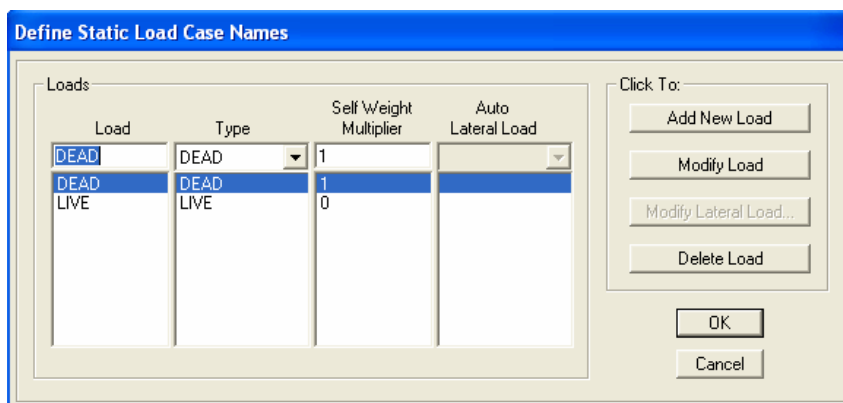 Define Static Load Case Names
Loads
Load Type Self Weight Multiplier Auto Lateral Load
DEAD DEAD 1
DEAD DEAD 1
LIVE LIVE 0
Click To:
Add New Load
Modify Load
Modify Lateral Load...
Delete Load
OK
Cancel